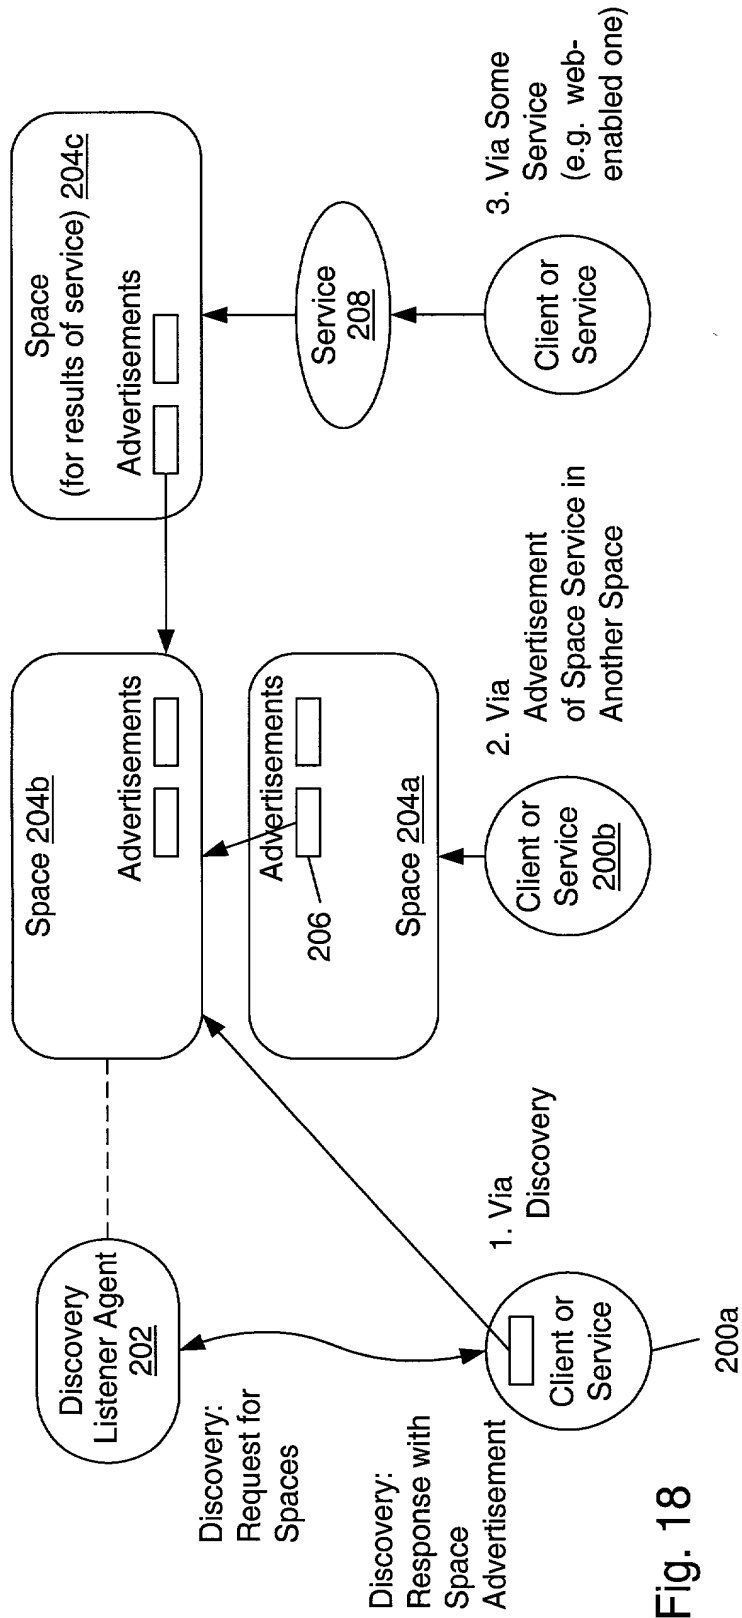 Discovery
Listener Agent
202
Discovery:
Request for
Spaces
Discovery:
Response with
Space
Advertisement
Client or
Service
200a
1. Via
Discovery
Space 204b
Advertisements
Advertisements
206
Space 204a
Client or
Service
200b
2. Via
Advertisement
of Space Service in
Another Space
Space
(for results of service) 204c
Advertisements
Service
208
Client or
Service
3. Via Some
Service
(e.g. web-
enabled one)
Fig. 18